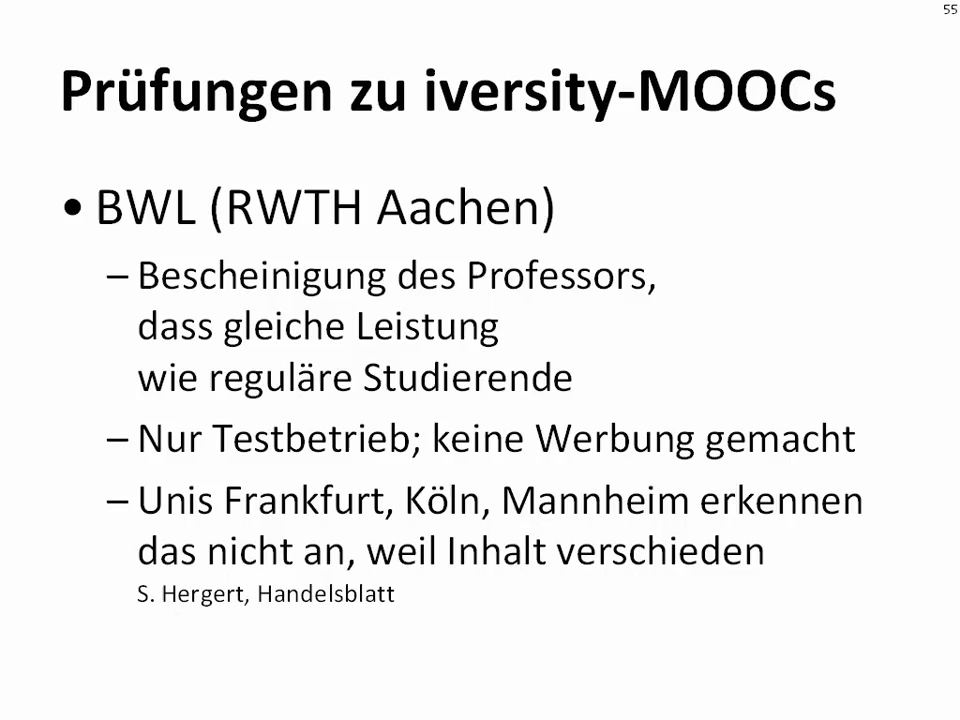 55
Prüfungen zu iversity-MOOCs
• BWL (RWTH Aachen)
– Bescheinigung des Professors,
dass gleiche Leistung
wie reguläre Studierende
– Nur Testbetrieb; keine Werbung gemacht
– Unis Frankfurt, Köln, Mannheim erkennen
das nicht an, weil Inhalt verschieden
S. Hergert, Handelsblatt